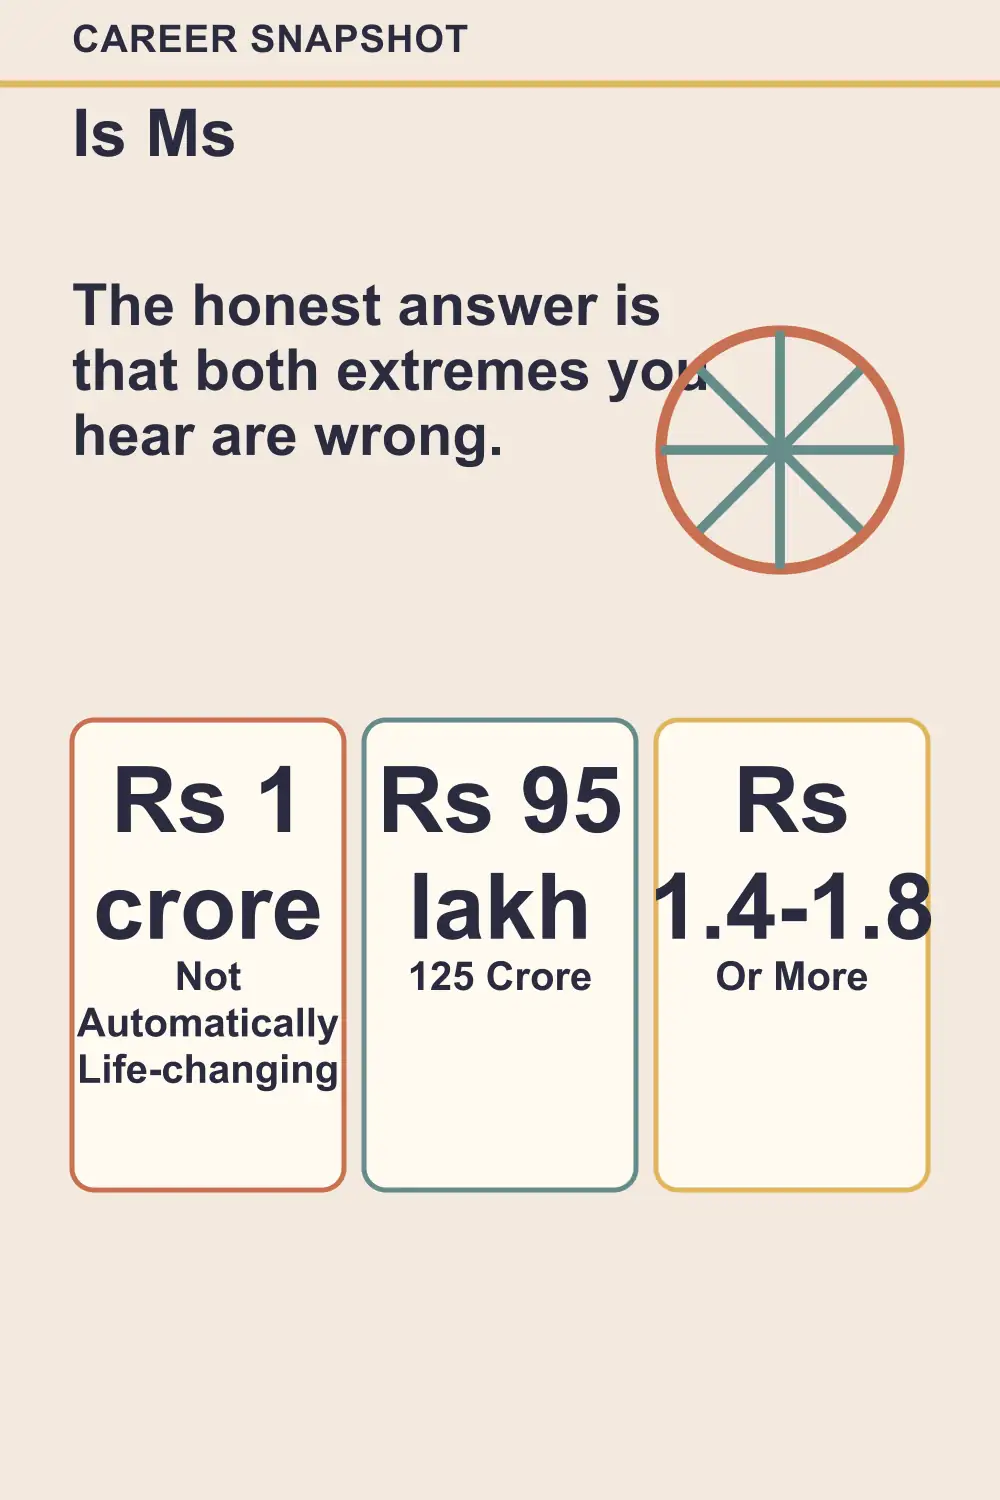 CAREER SNAPSHOT
Is Ms
The honest answer is
that both extremes you
hear are wrong.
Rs 1
crore
Not
Automatically
Life-changing
Rs 95
lakh
125 Crore
Rs
1.4-1.8
Or More